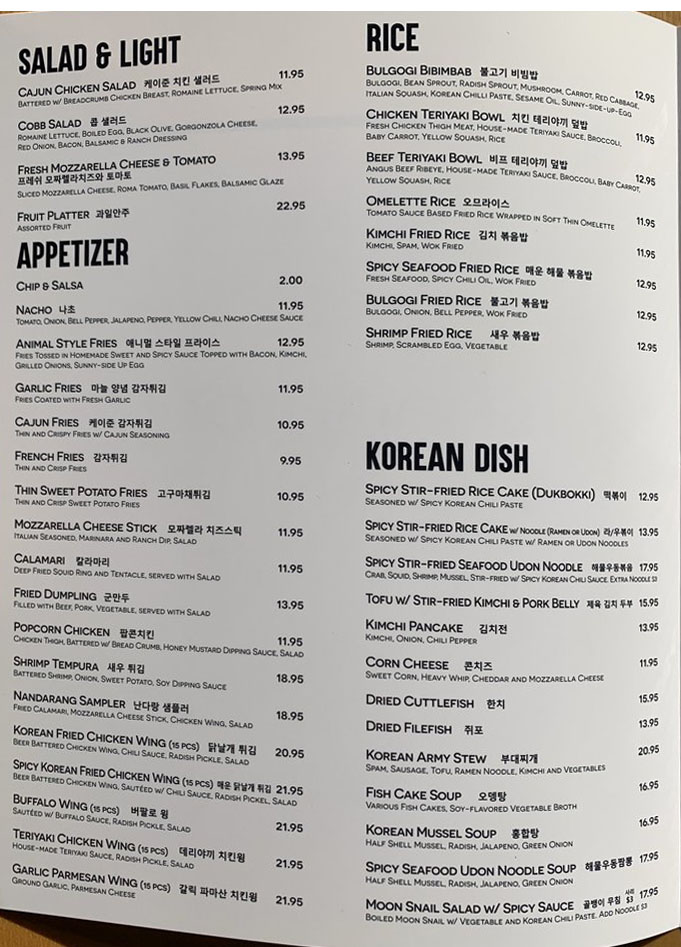 SALAD & LIGHT
CAJUN CHICKEN SALAD 케이준 치킨 샐러드 11.95
BATTERED W/ BREADCRUMB CHICKEN BREAST, ROMAINE LETTUCE, SPRING MIX
COBB SALAD 콥 샐러드 12.95
ROMAINE LETTUCE, BOILED EGG, BLACK OLIVE, GORGONZOLA CHEESE,
RED ONION, BACON, BALSAMIC & RANCH DRESSING
FRESH MOZZARELLA CHEESE & TOMATO 13.95
프레쉬 모짜렐라치즈와 토마토
SLICED MOZZARELLA CHEESE, ROMA TOMATO, BASIL FLAKES, BALSAMIC GLAZE
FRUIT PLATTER 과일안주 22.95
ASSORTED FRUIT
APPETIZER
CHIP & SALSA 2.00
NACHO 나초 11.95
TOMATO, ONION, BELL PEPPER, JALAPENO, PEPPER, YELLOW CHILI, NACHO CHEESE SAUCE
ANIMAL STYLE FRIES 애니멀 스타일 프라이스 12.95
FRIES TOSSED IN HOMEMADE SWEET AND SPICY SAUCE TOPPED WITH BACON, KIMCHI,
GRILLED ONIONS, SUNNY-SIDE UP EGG
GARLIC FRIES 마늘 양념 감자튀김 11.95
FRIES COATED WITH FRESH GARLIC
CAJUN FRIES 케이준 감자튀김 10.95
THIN AND CRISPY FRIES W/ CAJUN SEASONING
FRENCH FRIES 감자튀김 9.95
THIN AND CRISP FRIES
THIN SWEET POTATO FRIES 고구마채튀김 10.95
THIN AND CRISP SWEET POTATO FRIES
MOZZARELLA CHEESE STICK 모짜렐라 치즈스틱 11.95
ITALIAN SEASONED, MARINARA AND RANCH DIP, SALAD
CALAMARI 칼라마리 11.95
DEEP FRIED SQUID RING AND TENTACLE, SERVED WITH SALAD
FRIED DUMPLING 군만두 13.95
FILLED WITH BEEF, PORK, VEGETABLE, SERVED WITH SALAD
POPCORN CHICKEN 팝콘치킨 11.95
CHICKEN THIGH, BATTERED W/ BREAD CRUMB, HONEY MUSTARD DIPPING SAUCE, SALAD
SHRIMP TEMPURA 새우 튀김 18.95
BATTERED SHRIMP, ONION, SWEET POTATO, SOY DIPPING SAUCE
NANDARANG SAMPLER 난다랑 샘플러 18.95
FRIED CALAMARI, MOZZARELLA CHEESE STICK, CHICKEN WING, SALAD
KOREAN FRIED CHICKEN WING (15 PCS) 닭날개 튀김 20.95
BEER BATTERED CHICKEN WING, CHILI SAUCE, RADISH PICKLE, SALAD
SPICY KOREAN FRIED CHICKEN WING (15 PCS) 매운 닭날개 튀김 21.95
BEER BATTERED CHICKEN WING, SAUTÉED W/ CHILI SAUCE, RADISH PICKEL, SALAD
BUFFALO WING (15 PCS) 버팔로 윙 21.95
SAUTÉED W/ BUFFALO SAUCE, RADISH PICKLE, SALAD
TERIYAKI CHICKEN WING (15 PCS) 데리야끼 치킨윙 21.95
HOUSE-MADE TERIYAKI SAUCE, RADISH PICKLE, SALAD
GARLIC PARMESAN WING (15 PCS) 갈릭 파마산 치킨윙 21.95
GROUND GARLIC, PARMESAN CHEESE
RICE
BULGOGI BIBIMBAB 불고기 비빔밥 12.95
BULGOGI, BEAN SPROUT, RADISH SPROUT, MUSHROOM, CARROT, RED CABBAGE,
ITALIAN SQUASH, KOREAN CHILLI PASTE, SESAME OIL, SUNNY-SIDE-UP-EGG
CHICKEN TERIYAKI BOWL 치킨 테리야끼 덮밥 11.95
FRESH CHICKEN THIGH MEAT, HOUSE-MADE TERIYAKI SAUCE, BROCCOLI,
BABY CARROT, YELLOW SQUASH, RICE
BEEF TERIYAKI BOWL 비프 테리야끼 덮밥 12.95
ANGUS BEEF RIBEYE, HOUSE-MADE TERIYAKI SAUCE, BROCCOLI, BABY CARROT,
YELLOW SQUASH, RICE
OMELETTE RICE 오므라이스 11.95
TOMATO SAUCE BASED FRIED RICE WRAPPED IN SOFT THIN OMELETTE
KIMCHI FRIED RICE 김치 볶음밥 11.95
KIMCHI, SPAM, WOK FRIED
SPICY SEAFOOD FRIED RICE 매운 해물 볶음밥 12.95
FRESH SEAFOOD, SPICY CHILI OIL, WOK FRIED
BULGOGI FRIED RICE 불고기 볶음밥 12.95
BULGOGI, ONION, BELL PEPPER, WOK FRIED
SHRIMP FRIED RICE 새우 볶음밥 12.95
SHRIMP, SCRAMBLED EGG, VEGETABLE
KOREAN DISH
SPICY STIR-FRIED RICE CAKE (DUKBOKKI) 떡볶이 12.95
SEASONED W/ SPICY KOREAN CHILI PASTE
SPICY STIR-FRIED RICE CAKE W/ NOODLE (RAMEN OR UDON) 라/우볶이 13.95
SEASONED W/ SPICY KOREAN CHILI PASTE W/ RAMEN OR UDON NOODLES
SPICY STIR-FRIED SEAFOOD UDON NOODLE 해물우동볶음 17.95
CRAB, SQUID, SHRIMP, MUSSEL, STIR-FRIED W/ SPICY KOREAN CHILI SAUCE. EXTRA NOODLE $3
TOFU W/ STIR-FRIED KIMCHI & PORK BELLY 제육 김치 두부 15.95
KIMCHI PANCAKE 김치전 13.95
KIMCHI, ONION, CHILI PEPPER
CORN CHEESE 콘치즈 11.95
SWEET CORN, HEAVY WHIP, CHEDDAR AND MOZZARELLA CHEESE
DRIED CUTTLEFISH 한치 15.95
DRIED FILEFISH 쥐포 13.95
KOREAN ARMY STEW 부대찌개 20.95
SPAM, SAUSAGE, TOFU, RAMEN NOODLE, KIMCHI AND VEGETABLES
FISH CAKE SOUP 오뎅탕 16.95
VARIOUS FISH CAKES, SOY-FLAVORED VEGETABLE BROTH
KOREAN MUSSEL SOUP 홍합탕 16.95
HALF SHELL MUSSEL, RADISH, JALAPENO, GREEN ONION
SPICY SEAFOOD UDON NOODLE SOUP 해물우동짬뽕 17.95
HALF SHELL MUSSEL, RADISH, JALAPENO, GREEN ONION
MOON SNAIL SALAD W/ SPICY SAUCE 골뱅이 무침 사리 $3 17.95
BOILED MOON SNAIL W/ VEGETABLE AND KOREAN CHILI PASTE. ADD NOODLE $3